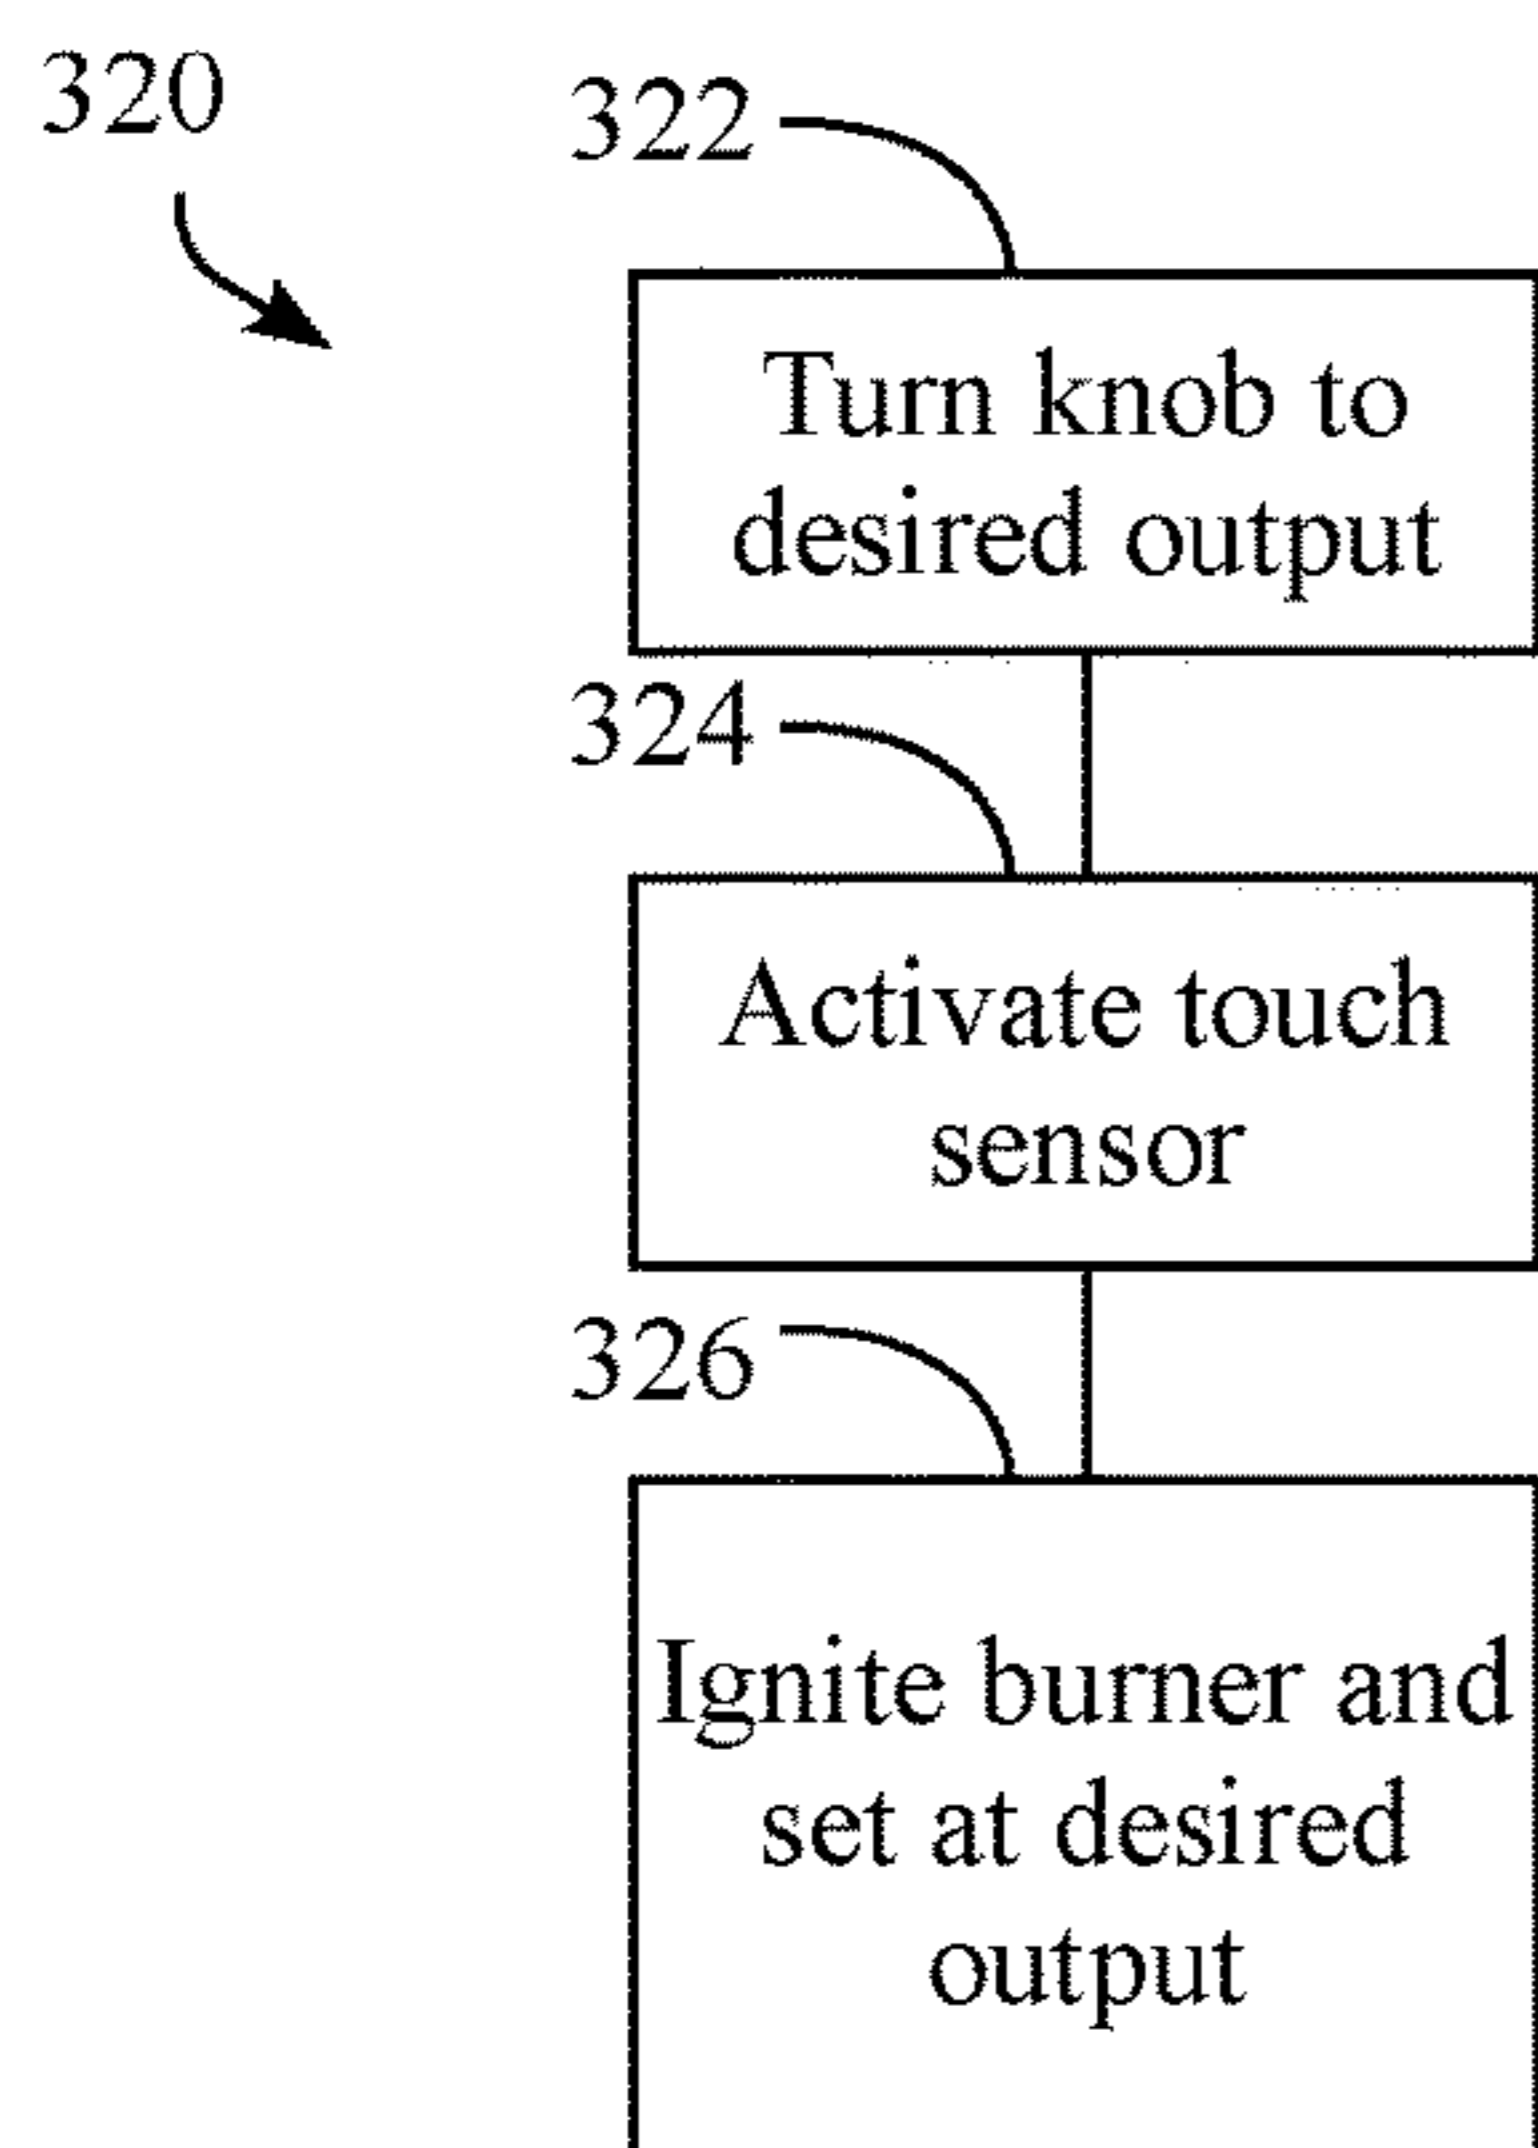 320
322
Turn knob to
desired output
324
Activate touch
sensor
326
Ignite burner and
set at desired
output